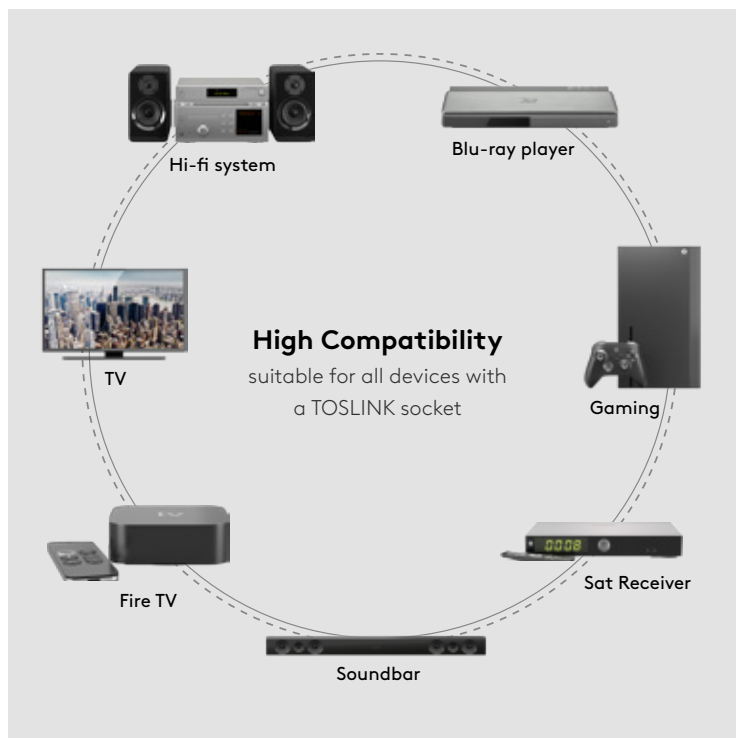 Hi-fi system
Blu-ray player
TV
High Compatibility
suitable for all devices with
a TOSLINK socket
Gaming
Fire TV
0008
Sat Receiver
Soundbar